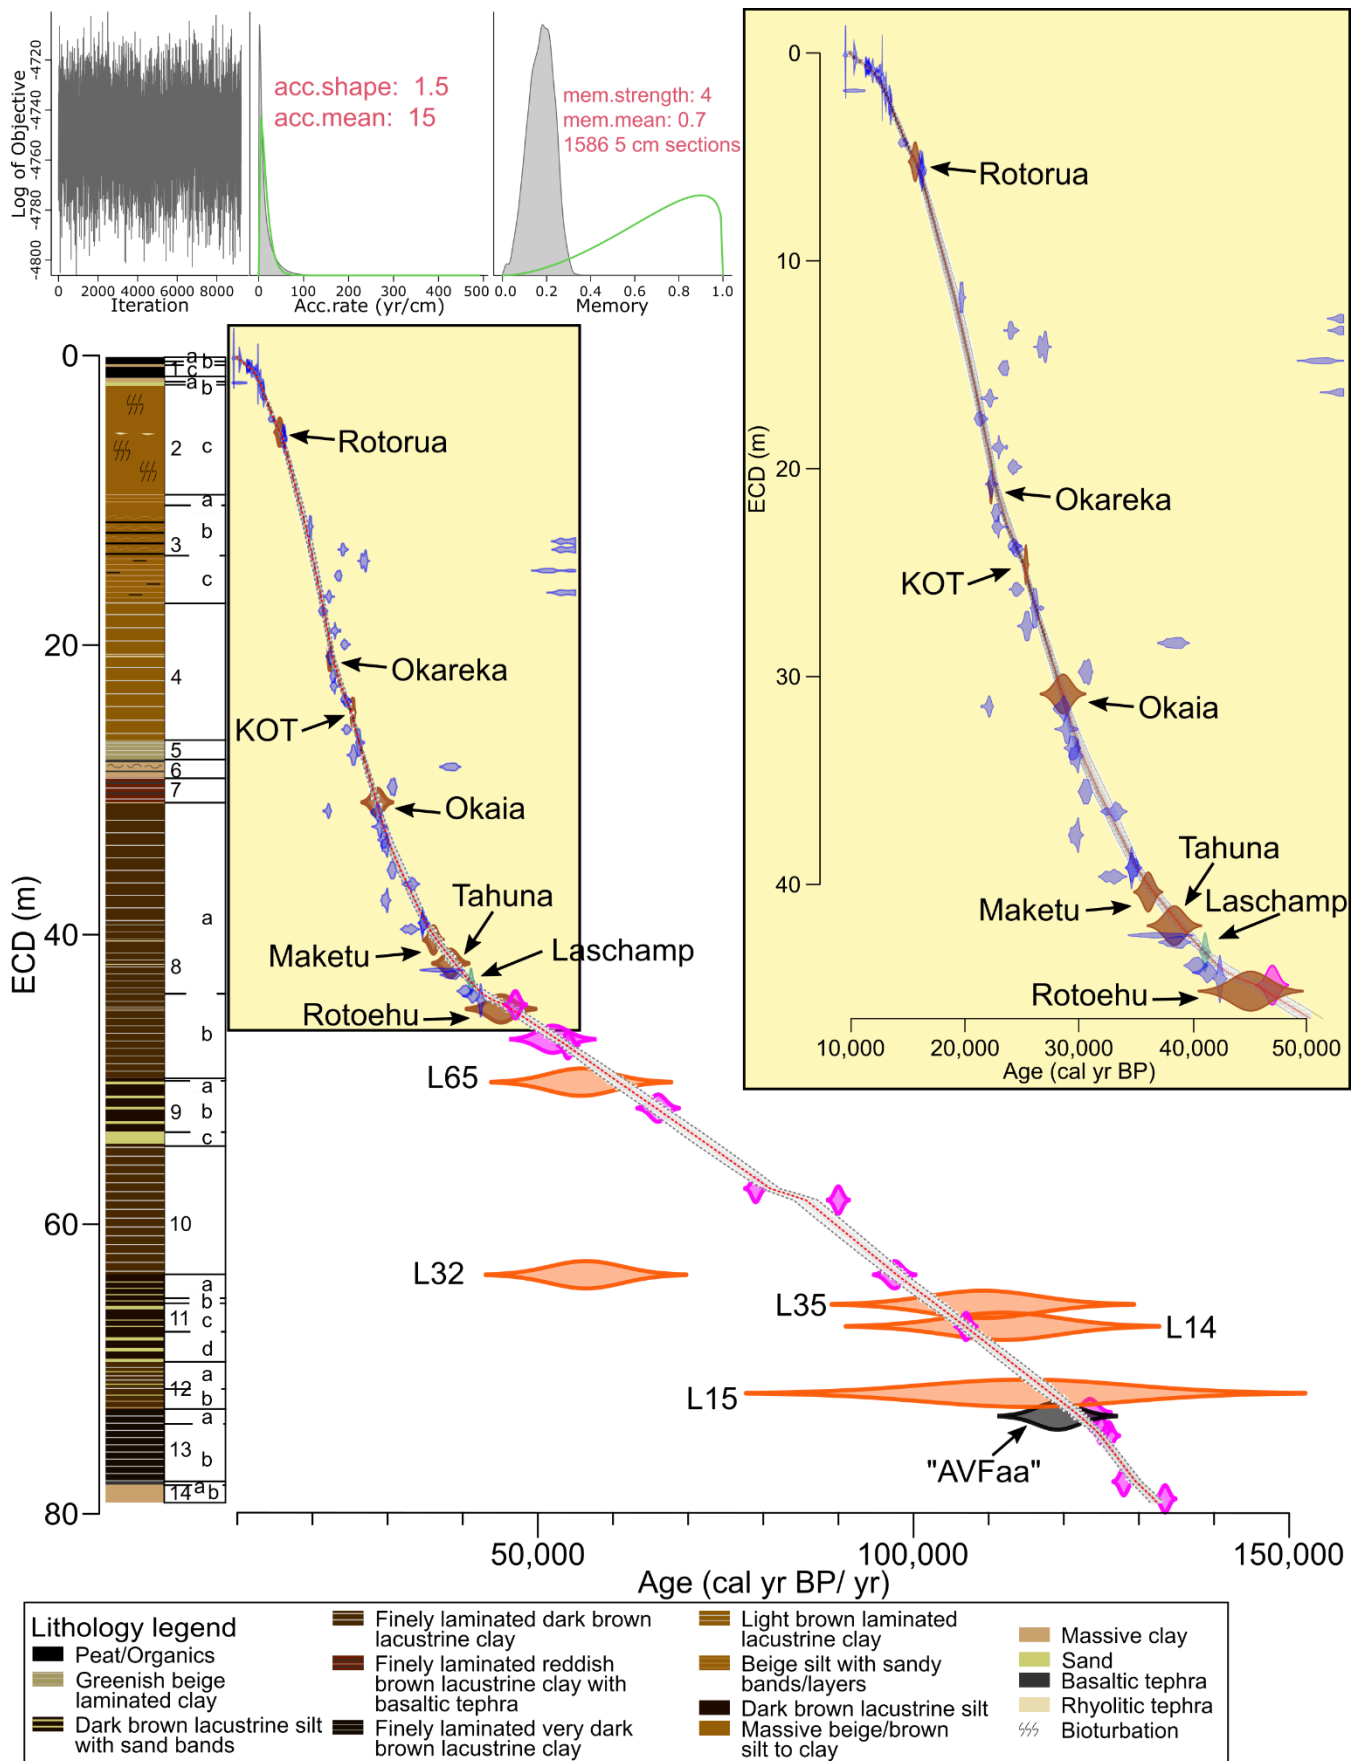 Log of Objective
-4720
-4740
-4760
-4780
-4800
0 2000 4000 6000 8000
Iteration
acc.shape: 1.5
acc.mean: 15
0 100 200 300 400 500
Acc.rate (yr/cm)
mem.strength: 4
mem.mean: 0.7
1586 5 cm sections
0.0 0.2 0.4 0.6 0.8 1.0
Memory
ECD (m)
0
10
20
30
40
Rotorua
Okareka
KOT
Okaia
Tahuna
Maketu
Laschamp
Rotoehu
10,000 20,000 30,000 40,000 50,000
Age (cal yr BP)
ECD (m)
0
20
40
60
80
1
a
b
c
a
b
2
c
a
b
3
c
4
5
6
7
a
8
b
a
9
b
c
10
a
b
11
c
d
a
12
b
a
13
b
14
a
b
Rotorua
Okareka
KOT
Okaia
Tahuna
Maketu
Laschamp
Rotoehu
L65
L32
L35
L14
L15
"AVFaa"
50,000 100,000 150,000
Age (cal yr BP/ yr)
Lithology legend
Peat/Organics
Greenish beige
laminated clay
Dark brown lacustrine silt
with sand bands
Finely laminated dark brown
lacustrine clay
Finely laminated reddish
brown lacustrine clay with
basaltic tephra
Finely laminated very dark
brown lacustrine clay
Light brown laminated
lacustrine clay
Beige silt with sandy
bands/layers
Dark brown lacustrine silt
Massive beige/brown
silt to clay
Massive clay
Sand
Basaltic tephra
Rhyolitic tephra
Bioturbation